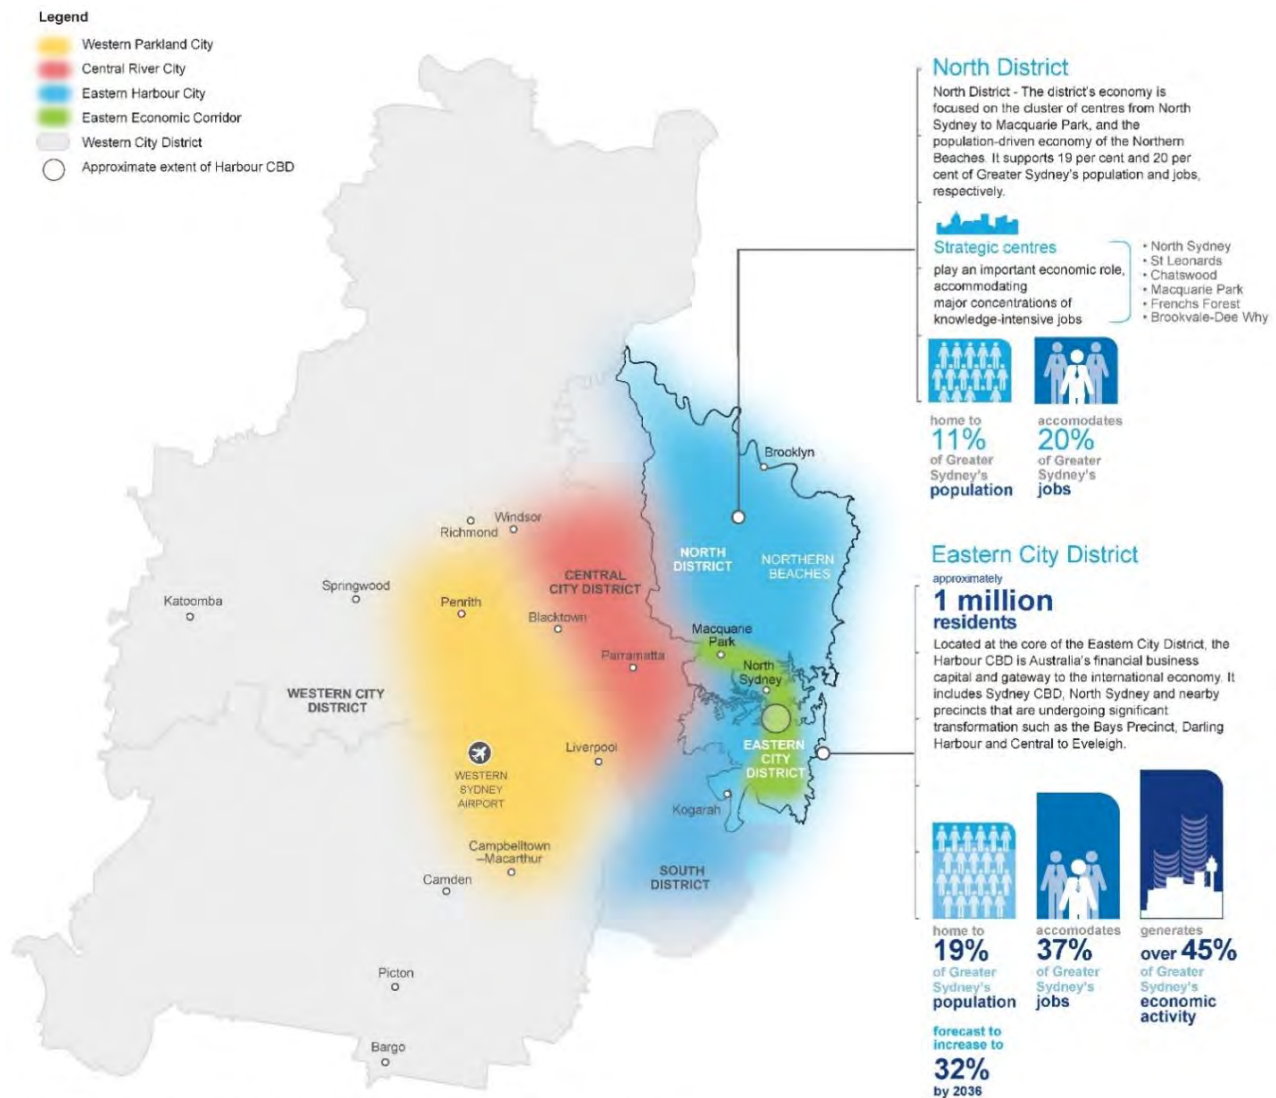 Legend
Western Parkland City
Central River City
Eastern Harbour City
Eastern Economic Corridor
Western City District
Approximate extent of Harbour CBD
North District
North District - The district's economy is
focused on the cluster of centres from North
Sydney to Macquarie Park, and the
population-driven economy of the Northern
Beaches. It supports 19 per cent and 20 per
cent of Greater Sydney's population and jobs,
respectively.
Strategic centres
play an important economic role,
accommodating
major concentrations of
knowledge-intensive jobs
• North Sydney
• St Leonards
• Chatswood
• Macquarie Park
• Frenchs Forest
• Brookvale-Dee Why
home to
11%
of Greater
Sydney's
population
accomodates
20%
of Greater
Sydney's
jobs
Brooklyn
Richmond
Windsor
NORTH
DISTRICT
NORTHERN
BEACHES
CENTRAL
CITY DISTRICT
Katoomba
Springwood
Penrith
Blacktown
Macquarie
Park
Parramatta
North
Sydney
WESTERN CITY
DISTRICT
Liverpool
EASTERN
CITY
DISTRICT
WESTERN
SYDNEY
AIRPORT
Kogarah
Campbelltown
–Macarthur
Camden
SOUTH
DISTRICT
Picton
Bargo
Eastern City District
approximately
1 million
residents
Located at the core of the Eastern City District, the
Harbour CBD is Australia's financial business
capital and gateway to the international economy. It
includes Sydney CBD, North Sydney and nearby
precincts that are undergoing significant
transformation such as the Bays Precinct, Darling
Harbour and Central to Eveleigh.
home to
19%
of Greater
Sydney's
population
forecast to
increase to
32%
by 2036
accomodates
37%
of Greater
Sydney's
jobs
generates
over 45%
of Greater
Sydney's
economic
activity